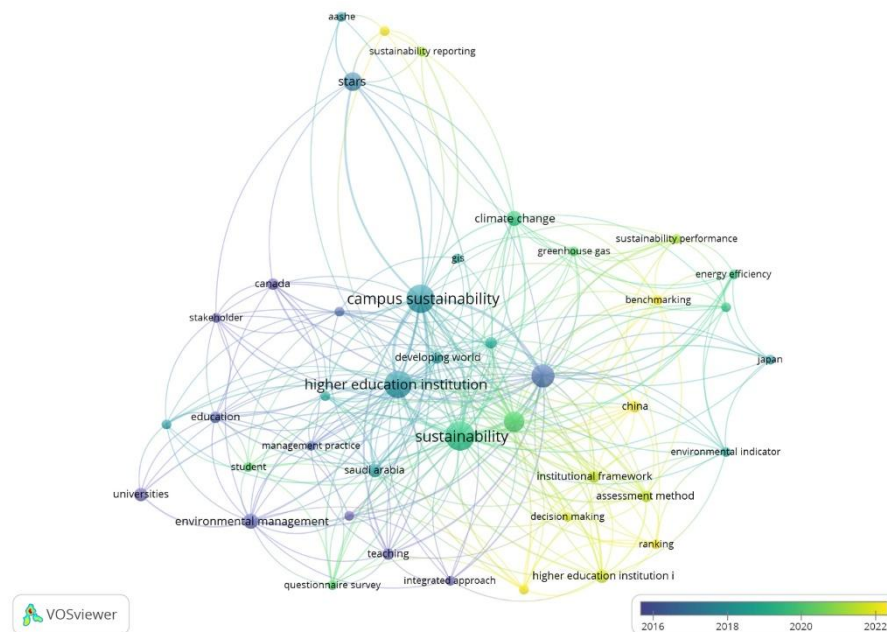 aashe
sustainability reporting
stars
climate change
sustainability performance
greenhouse gas
gis
energy efficiency
canada
campus sustainability
benchmarking
stakeholder
developing world
japan
higher education institution
china
education
sustainability
management practice
environmental indicator
student
saudi arabia
institutional framework
universities
assessment method
environmental management
decision making
teaching
ranking
questionnaire survey
integrated approach
higher education institution i
VOSviewer
2016 2018 2020 2022